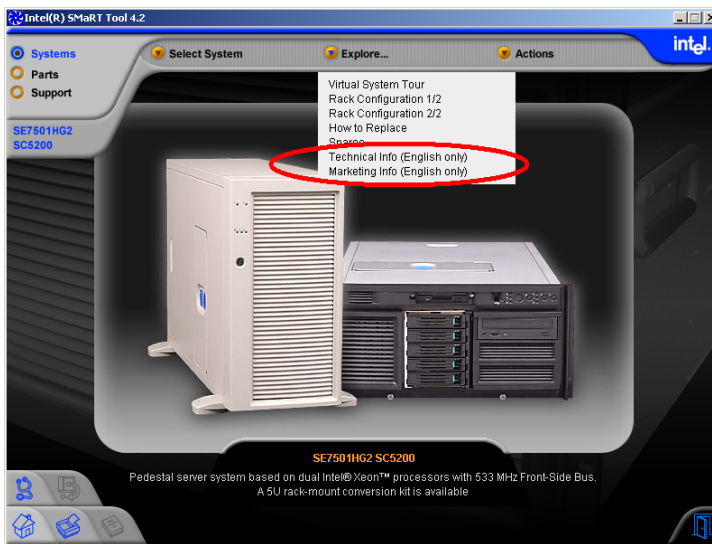 Intel(R) SMaRT Tool 4.2
Systems
Parts
Support
Select System
Explore...
Actions
intel.
SE7501HG2
SC5200
Virtual System Tour
Rack Configuration 1/2
Rack Configuration 2/2
How to Replace
Spares
Technical Info (English only)
Marketing Info (English only)
SE7501HG2 SC5200
Pedestal server system based on dual Intel® Xeon™ processors with 533 MHz Front-Side Bus.
A 5U rack-mount conversion kit is available